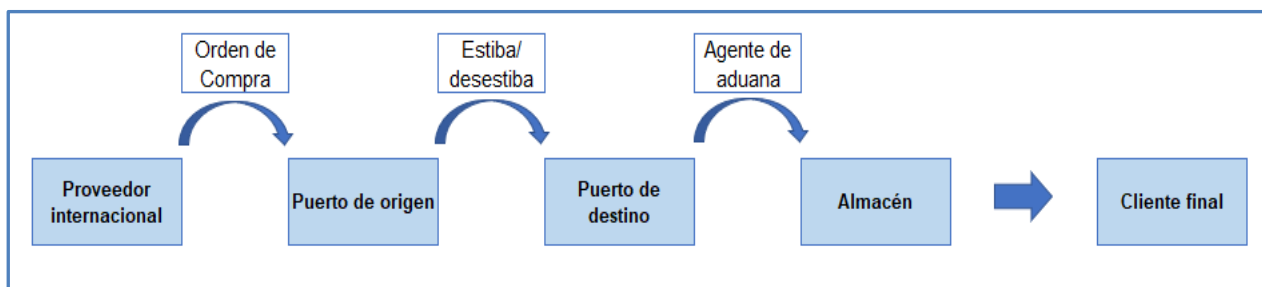 Orden de
Compra
Estiba/
desestiba
Agente de
aduana
Proveedor
internacional
Puerto de origen
Puerto de
destino
Almacén
Cliente final